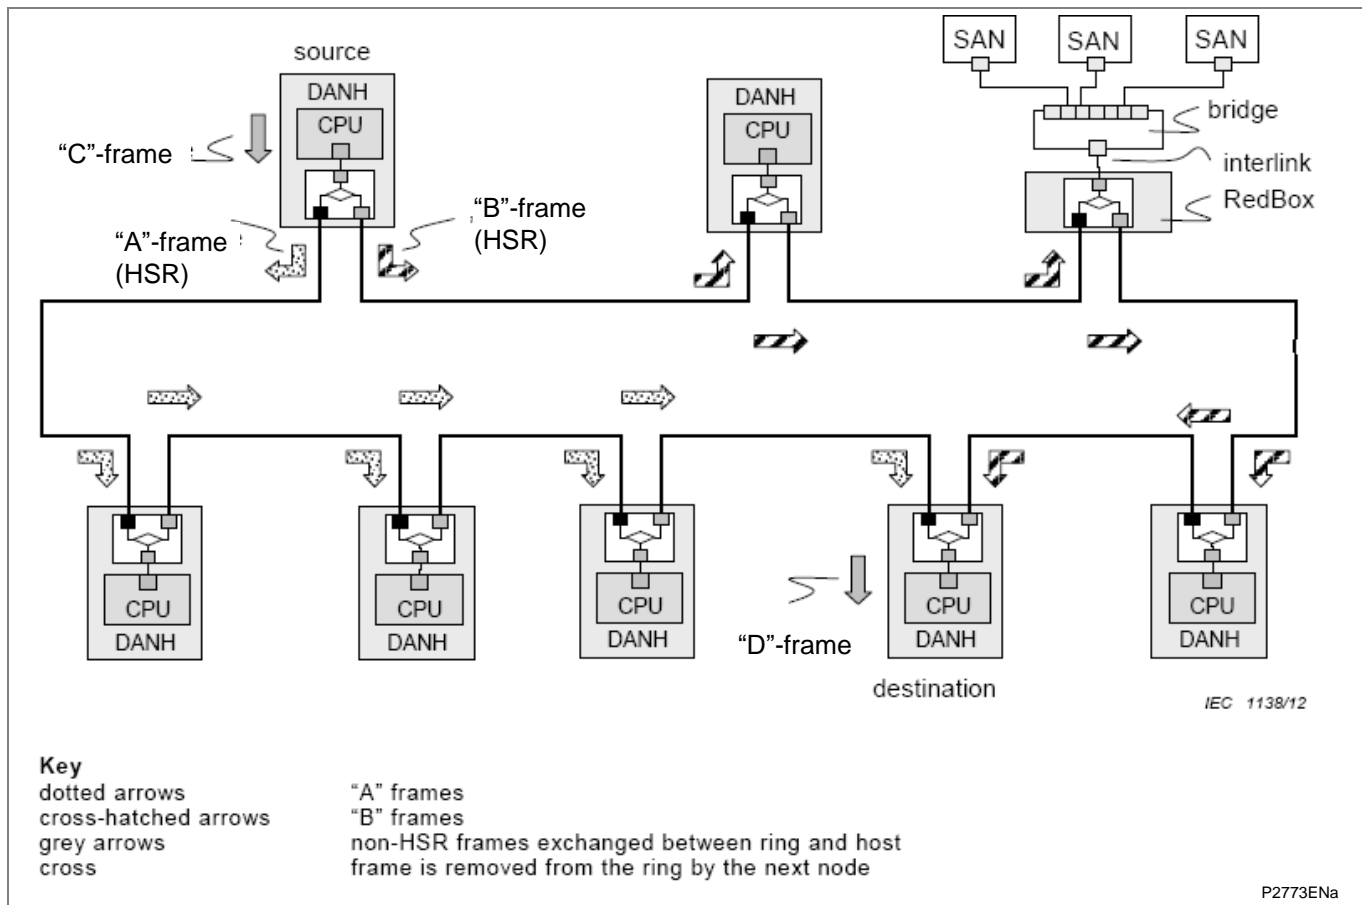 source
DANH
CPU
"C"-frame
"A"-frame
(HSR)
"B"-frame
(HSR)
DANH
CPU
SAN
SAN
SAN
bridge
interlink
RedBox
CPU
DANH
CPU
DANH
CPU
DANH
"D"-frame
CPU
DANH
destination
CPU
DANH
IEC 1138/12
Key
dotted arrows "A" frames
cross-hatched arrows "B" frames
grey arrows non-HSR frames exchanged between ring and host
cross frame is removed from the ring by the next node
P2773ENa